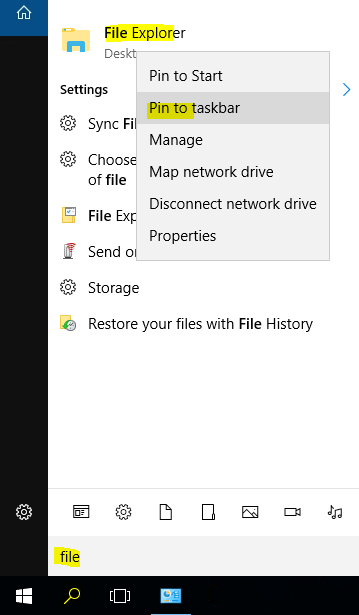 File Explorer
Deskt
Pin to Start
Settings
Pin to taskbar
Sync Fil
Manage
Choose
of file
Map network drive
File Exp
Disconnect network drive
Send or
Properties
Storage
Restore your files with File History
file